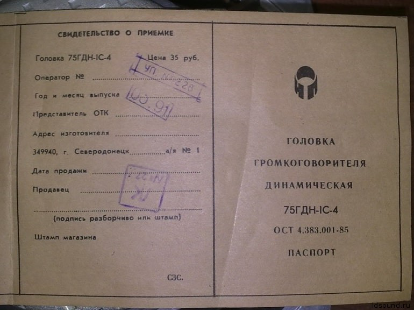 СВИДЕТЕЛЬСТВО О ПРИЕМКЕ
Головка 75ГДН-1С-4 Цена 35 руб.
Оператор №
Год и месяц выпуска
Представитель ОТК
Адрес изготовителя
349940, г. Северодонецк п/я № 1
Дата продажи
Продавец
(подпись разборчиво или штамп)
Штамп магазина
СЗС.
ГОЛОВКА
ГРОМКОГОВОРИТЕЛЯ
ДИНАМИЧЕСКАЯ
75ГДН-1С-4
ОСТ 4.383.001-85
ПАСПОРТ